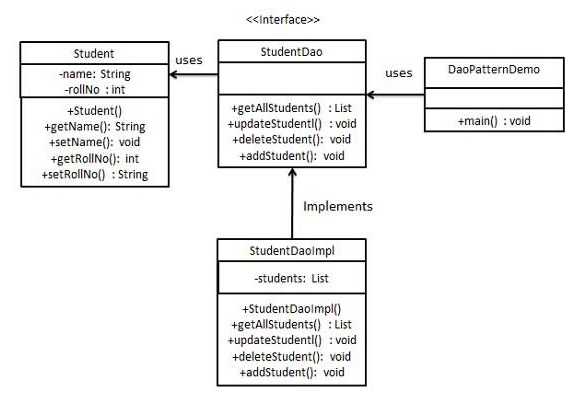 <<Interface>>
Student
-name: String
-rollNo : int
+Student()
+getName(): String
+setName(): void
+getRollNo(): int
+setRollNo() : String
uses
StudentDao
+getAllStudents() : List
+updateStudentl() : void
+deleteStudent(): void
+addStudent(): void
uses
DaoPatternDemo
+main() : void
Implements
StudentDaoImpl
-students: List
+StudentDaoImpl()
+getAllStudents() : List
+updateStudentl() : void
+deleteStudent(): void
+addStudent(): void